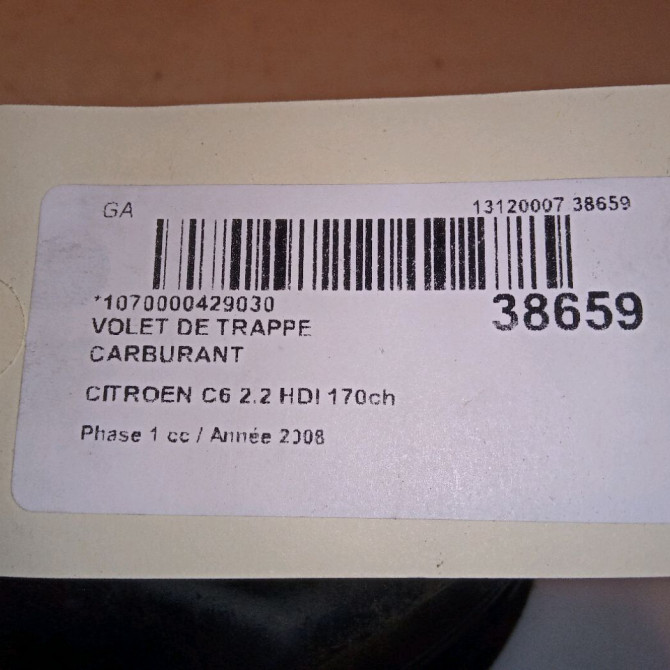 GA
13120007 38659
*1070000429030
38659
VOLET DE TRAPPE
CARBURANT
CITROEN C6 2.2 HDI 170ch
Phase 1 cc / Année 2008